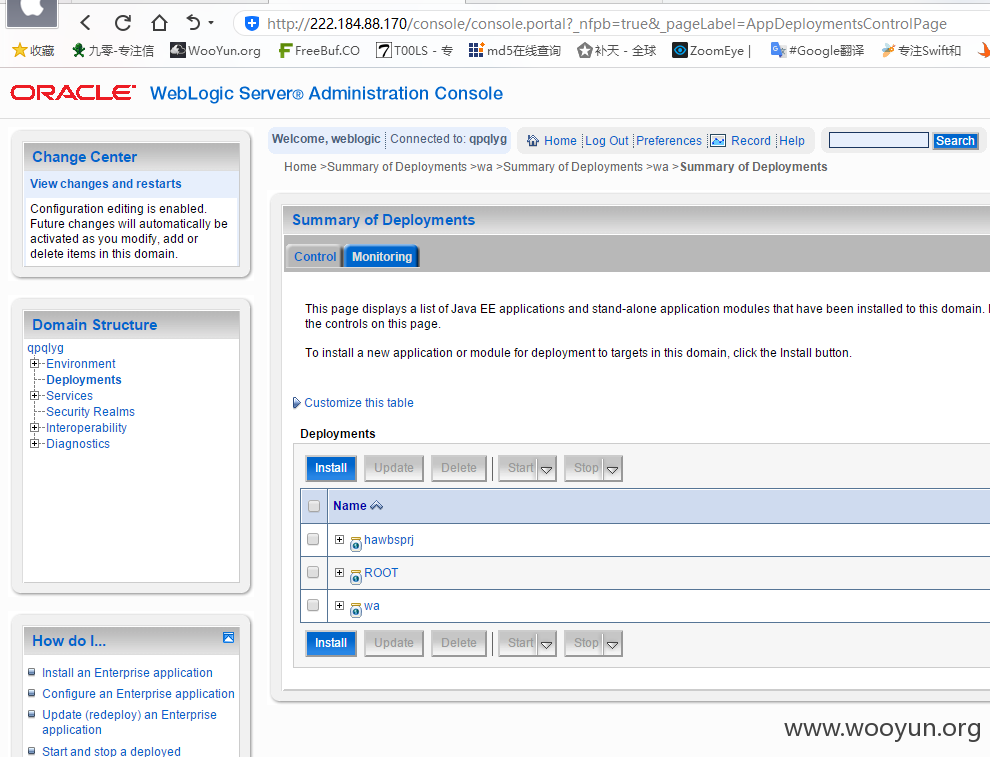 http://222.184.88.170/console/console.portal?_nfpb=true&_pageLabel=AppDeploymentsControlPage
收藏 九零-专注信 WooYun.org FreeBuf.CO T00LS - 专 md5在线查询 补天 - 全球 ZoomEye | #Google翻译 专注Swift和
ORACLE WebLogic Server® Administration Console
Change Center
View changes and restarts
Configuration editing is enabled.
Future changes will automatically be
activated as you modify, add or
delete items in this domain.
Domain Structure
qpqlyg
Environment
Deployments
Services
Security Realms
Interoperability
Diagnostics
How do I...
Install an Enterprise application
Configure an Enterprise application
Update (redeploy) an Enterprise
application
Start and stop a deployed
Welcome, weblogic Connected to: qpqlyg Home Log Out Preferences Record Help Search
Home >Summary of Deployments >wa >Summary of Deployments >wa >Summary of Deployments
Summary of Deployments
Control Monitoring
This page displays a list of Java EE applications and stand-alone application modules that have been installed to this domain.
the controls on this page.
To install a new application or module for deployment to targets in this domain, click the Install button.
Customize this table
Deployments
Install Update Delete Start Stop
Name
hawbsprj
ROOT
wa
Install Update Delete Start Stop
www.wooyun.org